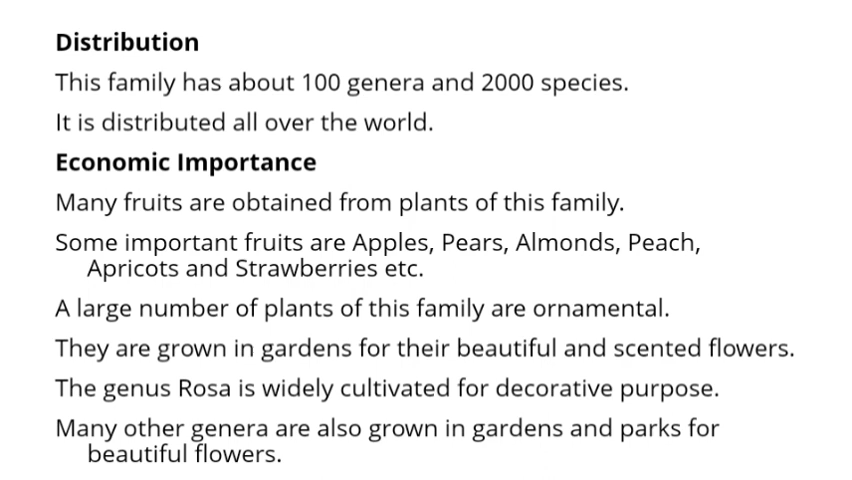 Distribution
This family has about 100 genera and 2000 species.
It is distributed all over the world.
Economic Importance
Many fruits are obtained from plants of this family.
Some important fruits are Apples, Pears, Almonds, Peach,
Apricots and Strawberries etc.
A large number of plants of this family are ornamental.
They are grown in gardens for their beautiful and scented flowers.
The genus Rosa is widely cultivated for decorative purpose.
Many other genera are also grown in gardens and parks for
beautiful flowers.